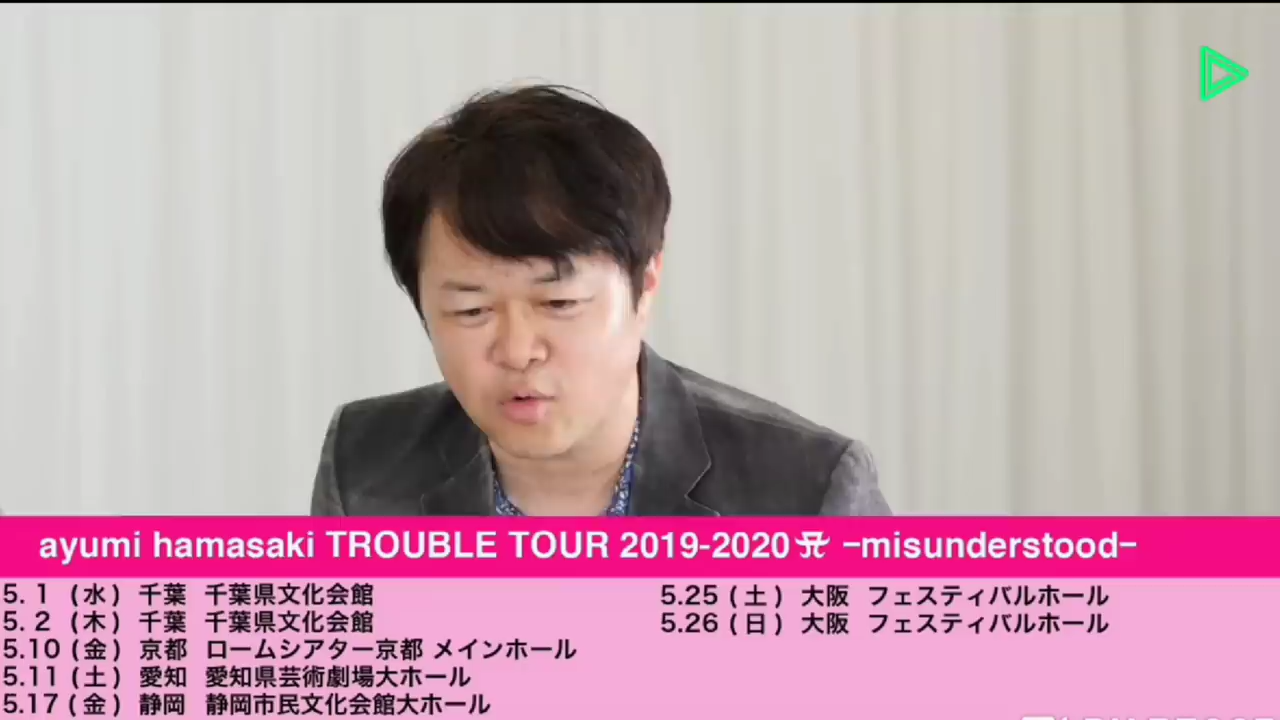 ayumi hamasaki TROUBLE TOUR 2019-2020 A −misunderstood−
5. 1 (水) 千葉 千葉県文化会館
5. 2 (木) 千葉 千葉県文化会館
5.10 (金) 京都 ロームシアター京都 メインホール
5.11 (土) 愛知 愛知県芸術劇場大ホール
5.17 (金) 静岡 静岡市民文化会館大ホール
5.25 (土) 大阪 フェスティバルホール
5.26 (日) 大阪 フェスティバルホール